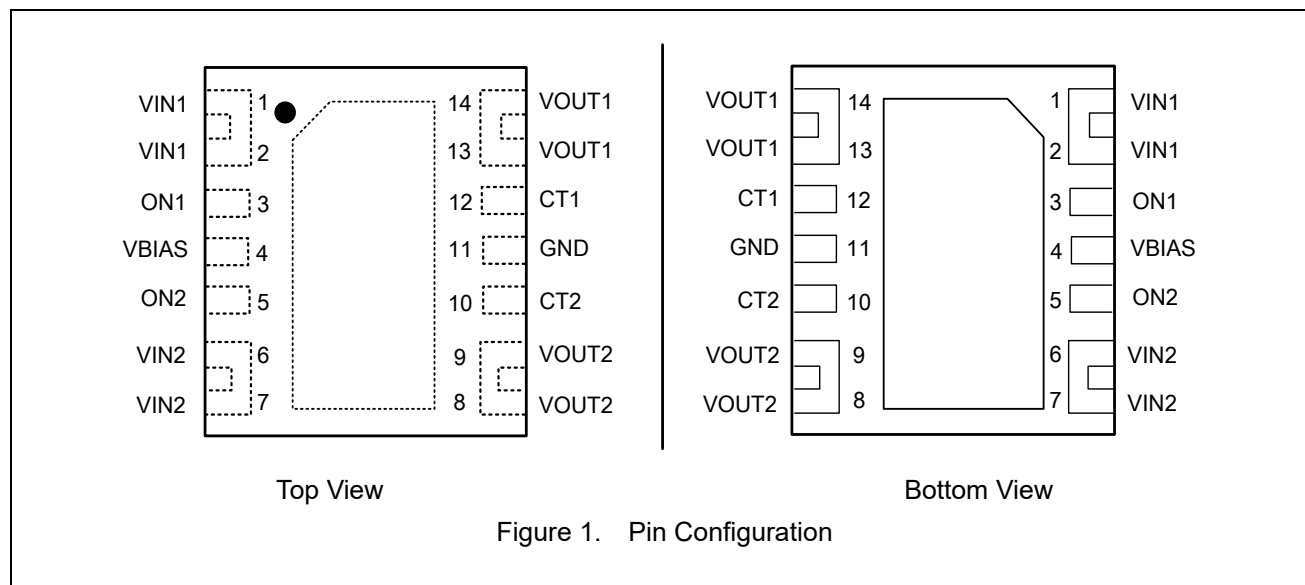 VIN1 1 14 VOUT1
VIN1 2 13 VOUT1
ON1 3 12 CT1
VBIAS 4 11 GND
ON2 5 10 CT2
VIN2 6 9 VOUT2
VIN2 7 8 VOUT2
Top View
VOUT1 14 1 VIN1
VOUT1 13 2 VIN1
CT1 12 3 ON1
GND 11 4 VBIAS
CT2 10 5 ON2
VOUT2 9 6 VIN2
VOUT2 8 7 VIN2
Bottom View
Figure 1. Pin Configuration